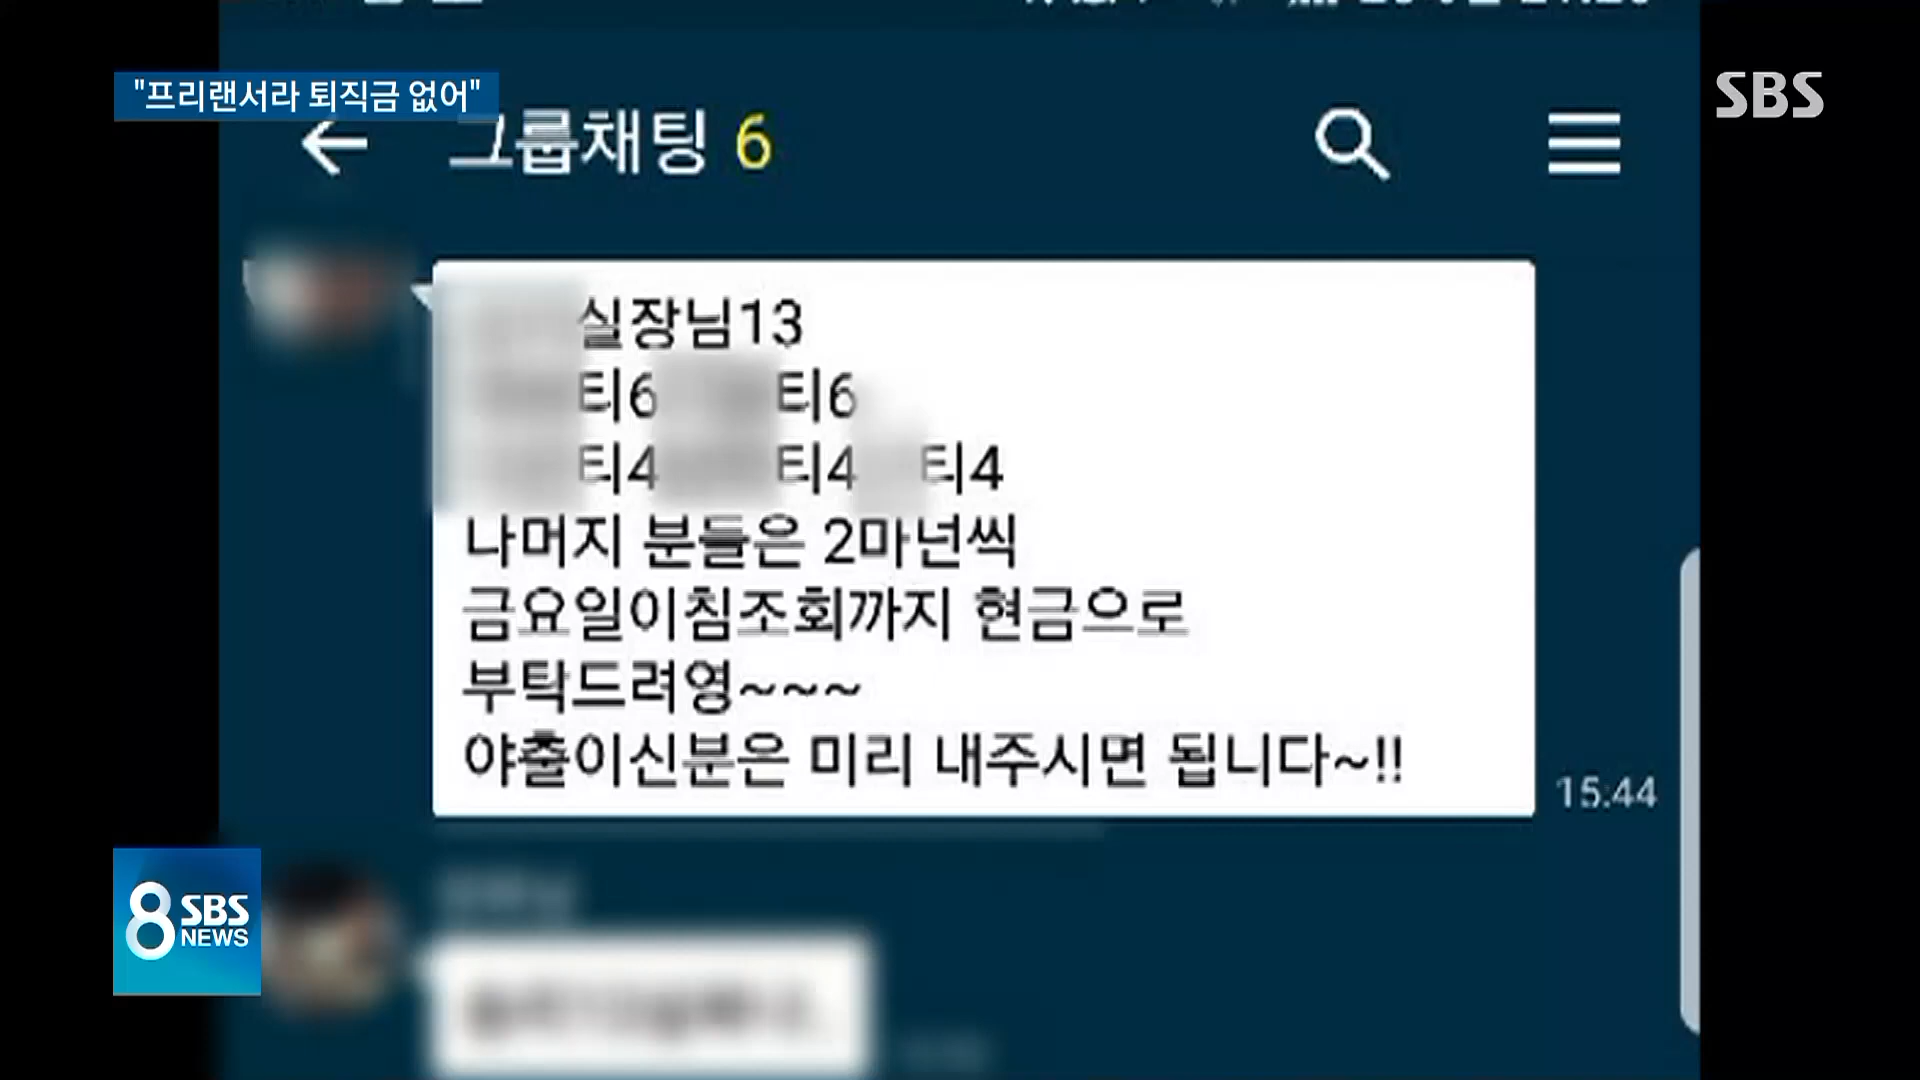 "프리랜서라 퇴직금 없어"
SBS
그룹채팅 6
실장님13
티6 티6
티4 티4 티4
나머지 분들은 2마넌씩
금요일이침조회까지 현금으로
부탁드려영~~~
야출이신분은 미리 내주시면 됩니다~!!
15:44
8 SBS NEWS